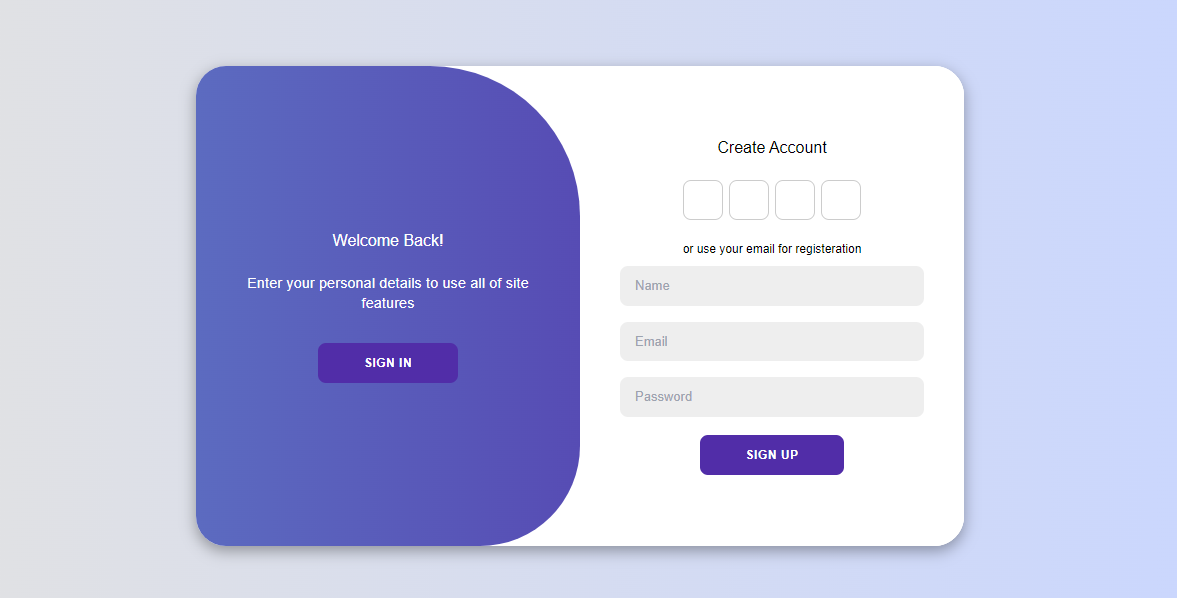 Welcome Back!
Enter your personal details to use all of site
features
SIGN IN
Create Account
or use your email for registeration
Name
Email
Password
SIGN UP